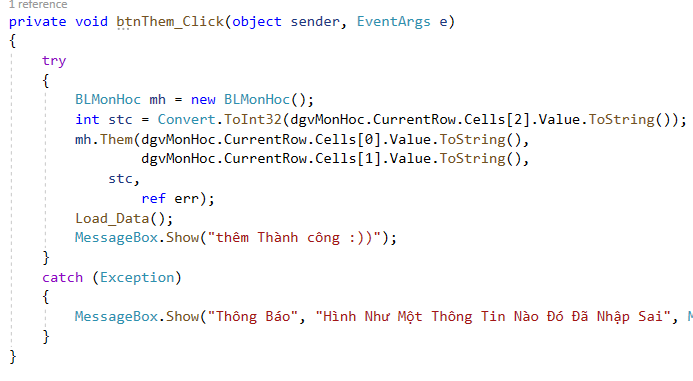 1 reference
private void btnThem_Click(object sender, EventArgs e)
{
try
{
BLMonHoc mh = new BLMonHoc();
int stc = Convert.ToInt32(dgvMonHoc.CurrentRow.Cells[2].Value.ToString());
mh.Them(dgvMonHoc.CurrentRow.Cells[0].Value.ToString(),
dgvMonHoc.CurrentRow.Cells[1].Value.ToString(),
stc,
ref err);
Load_Data();
MessageBox.Show("thêm Thành công :))");
}
catch (Exception)
{
MessageBox.Show("Thông Báo", "Hình Như Một Thông Tin Nào Đó Đã Nhập Sai",
}
}